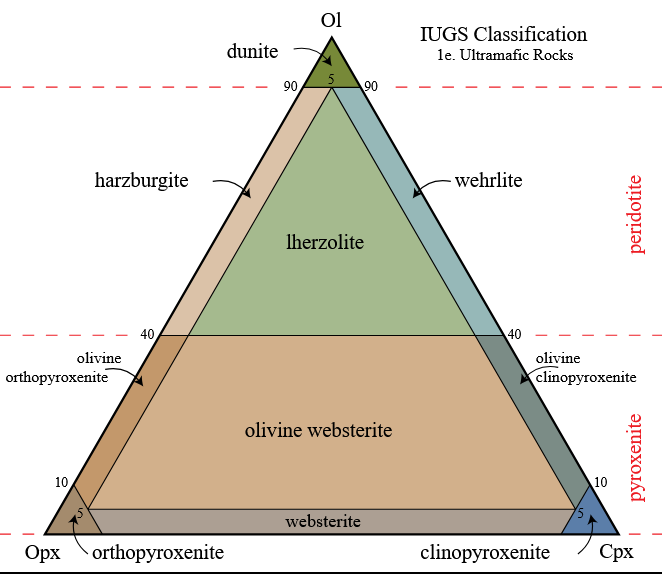 Ol
IUGS Classification
1e. Ultramafic Rocks
dunite
5
90
90
harzburgite
wehrlite
peridotite
lherzolite
40
40
olivine
orthopyroxenite
olivine
clinopyroxenite
olivine websterite
pyroxenite
10
10
5
5
websterite
Opx
orthopyroxenite
clinopyroxenite
Cpx